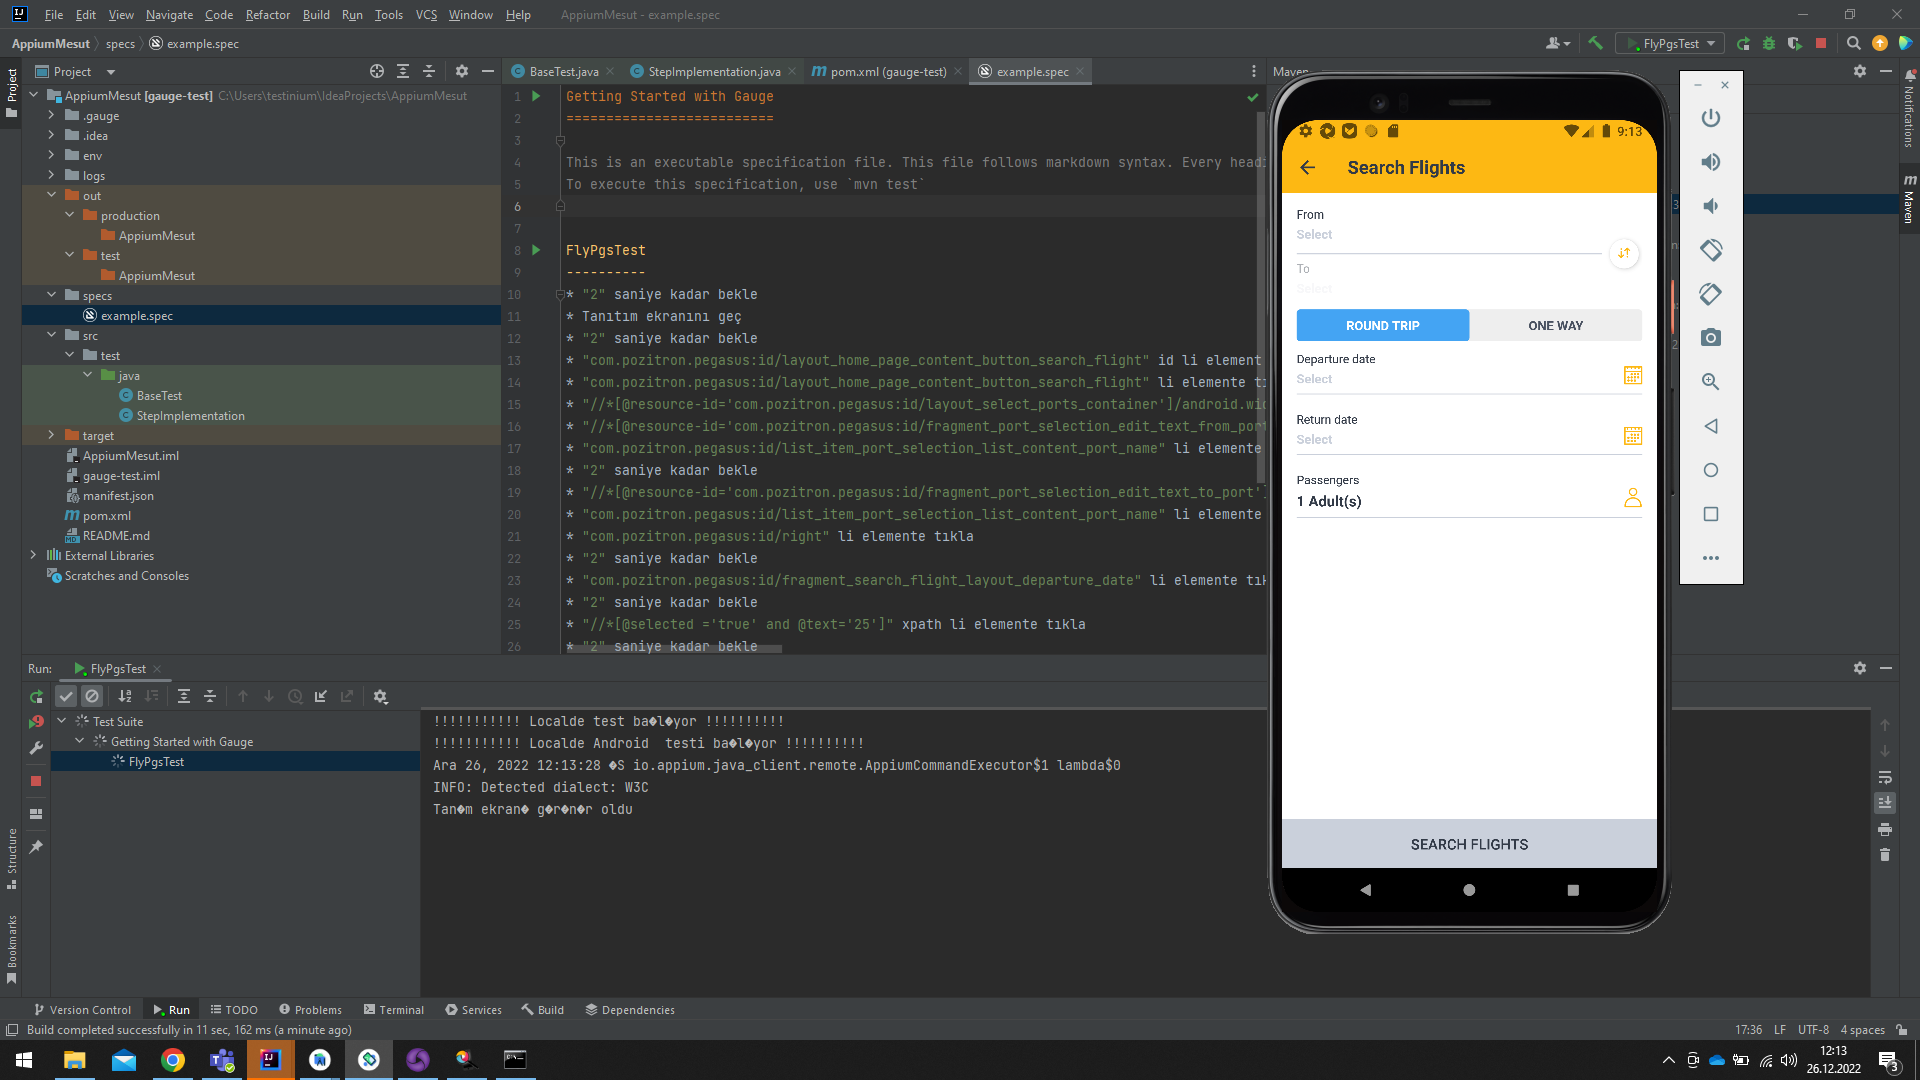 File Edit View Navigate Code Refactor Build Run Tools VCS Window Help AppiumMesut - example.spec
AppiumMesut specs example.spec
FlyPgsTest
Project
BaseTest.java StepImplementation.java pom.xml (gauge-test) example.spec
Maven
Project
AppiumMesut [gauge-test] C:\Users\testinium\IdeaProjects\AppiumMesut
.gauge
.idea
env
logs
out
production
AppiumMesut
test
AppiumMesut
specs
example.spec
src
test
java
BaseTest
StepImplementation
target
AppiumMesut.iml
gauge-test.iml
manifest.json
pom.xml
README.md
External Libraries
Scratches and Consoles
1 Getting Started with Gauge
2 ==========================
3
4 This is an executable specification file. This file follows markdown syntax. Every headi
5 To execute this specification, use `mvn test`
6
7
8 FlyPgsTest
9 ----------
10 * "2" saniye kadar bekle
11 * Tanıtım ekranını geç
12 * "2" saniye kadar bekle
13 * "com.pozitron.pegasus:id/layout_home_page_content_button_search_flight" id li element
14 * "com.pozitron.pegasus:id/layout_home_page_content_button_search_flight" li elemente tı
15 * "//*[@resource-id='com.pozitron.pegasus:id/layout_select_ports_container']/android.wid
16 * "//*[@resource-id='com.pozitron.pegasus:id/fragment_port_selection_edit_text_from_port
17 * "com.pozitron.pegasus:id/list_item_port_selection_list_content_port_name" li elemente
18 * "2" saniye kadar bekle
19 * "//*[@resource-id='com.pozitron.pegasus:id/fragment_port_selection_edit_text_to_port']
20 * "com.pozitron.pegasus:id/list_item_port_selection_list_content_port_name" li elemente
21 * "com.pozitron.pegasus:id/right" li elemente tıkla
22 * "2" saniye kadar bekle
23 * "com.pozitron.pegasus:id/fragment_search_flight_layout_departure_date" li elemente tık
24 * "2" saniye kadar bekle
25 * "//*[@selected ='true' and @text='25']" xpath li elemente tıkla
26 * "2" saniye kadar bekle
9:13
Search Flights
From
Select
To
Select
ROUND TRIP ONE WAY
Departure date
Select
Return date
Select
Passengers
1 Adult(s)
SEARCH FLIGHTS
Notifications
Maven
Run: FlyPgsTest
Test Suite
Getting Started with Gauge
FlyPgsTest
!!!!!!!!!!! Localde test ba�l�yor !!!!!!!!!!
!!!!!!!!!!! Localde Android  testi ba�l�yor !!!!!!!!!!
Ara 26, 2022 12:13:28 �S io.appium.java_client.remote.AppiumCommandExecutor$1 lambda$0
INFO: Detected dialect: W3C
Tan�m ekran� g�r�n�r oldu
Structure
Bookmarks
Version Control Run TODO Problems Terminal Services Build Dependencies
Build completed successfully in 11 sec, 162 ms (a minute ago)
17:36 LF UTF-8 4 spaces
12:13
26.12.2022
3